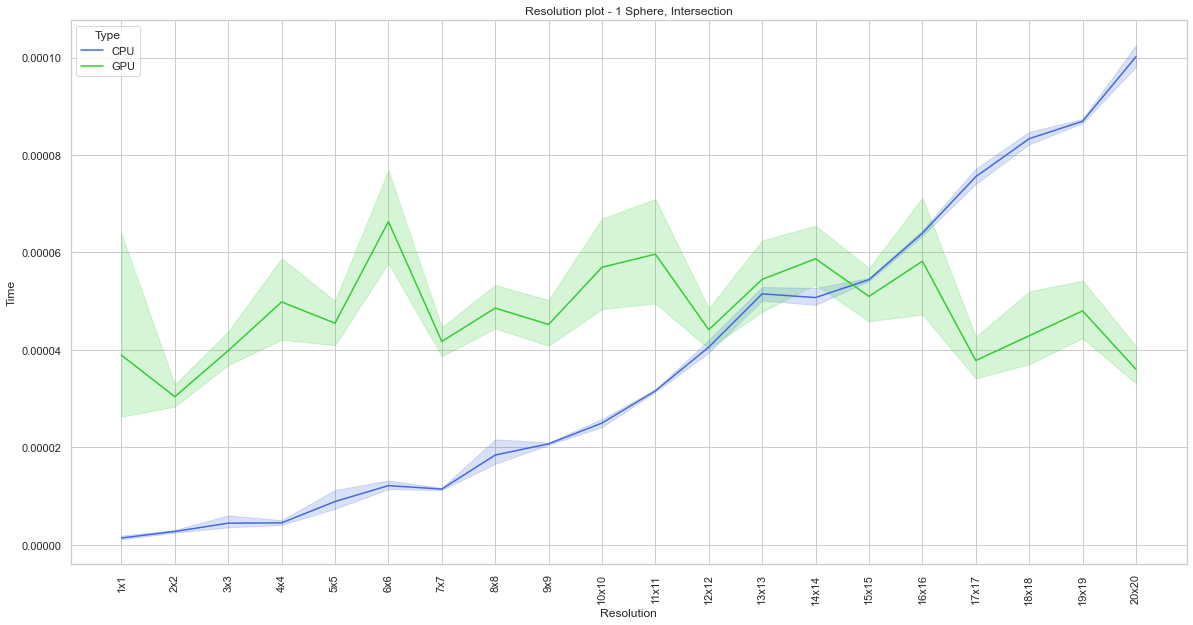 Resolution plot - 1 Sphere, Intersection
Type
CPU
GPU
0.00010
0.00008
0.00006
0.00004
0.00002
0.00000
Time
1x1
2x2
3x3
4x4
5x5
6x6
7x7
8x8
9x9
10x10
11x11
12x12
13x13
14x14
15x15
16x16
17x17
18x18
19x19
20x20
Resolution